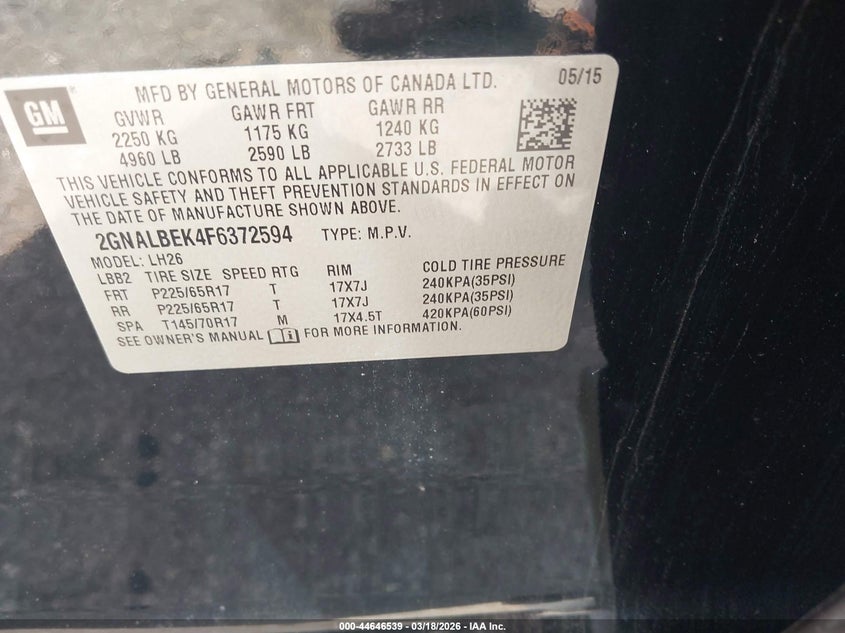 GM
MFD BY GENERAL MOTORS OF CANADA LTD. 05/15
GVWR GAWR FRT GAWR RR
2250 KG 1175 KG 1240 KG
4960 LB 2590 LB 2733 LB
THIS VEHICLE CONFORMS TO ALL APPLICABLE U.S. FEDERAL MOTOR
VEHICLE SAFETY AND THEFT PREVENTION STANDARDS IN EFFECT ON
THE DATE OF MANUFACTURE SHOWN ABOVE.
2GNALBEK4F6372594 TYPE: M.P.V.
MODEL: LH26
LBB2 TIRE SIZE SPEED RTG RIM COLD TIRE PRESSURE
FRT P225/65R17 T 17X7J 240KPA(35PSI)
RR P225/65R17 T 17X7J 240KPA(35PSI)
SPA T145/70R17 M 17X4.5T 420KPA(60PSI)
SEE OWNER'S MANUAL FOR MORE INFORMATION.
000-44646539 - 03/18/2026 - IAA Inc.